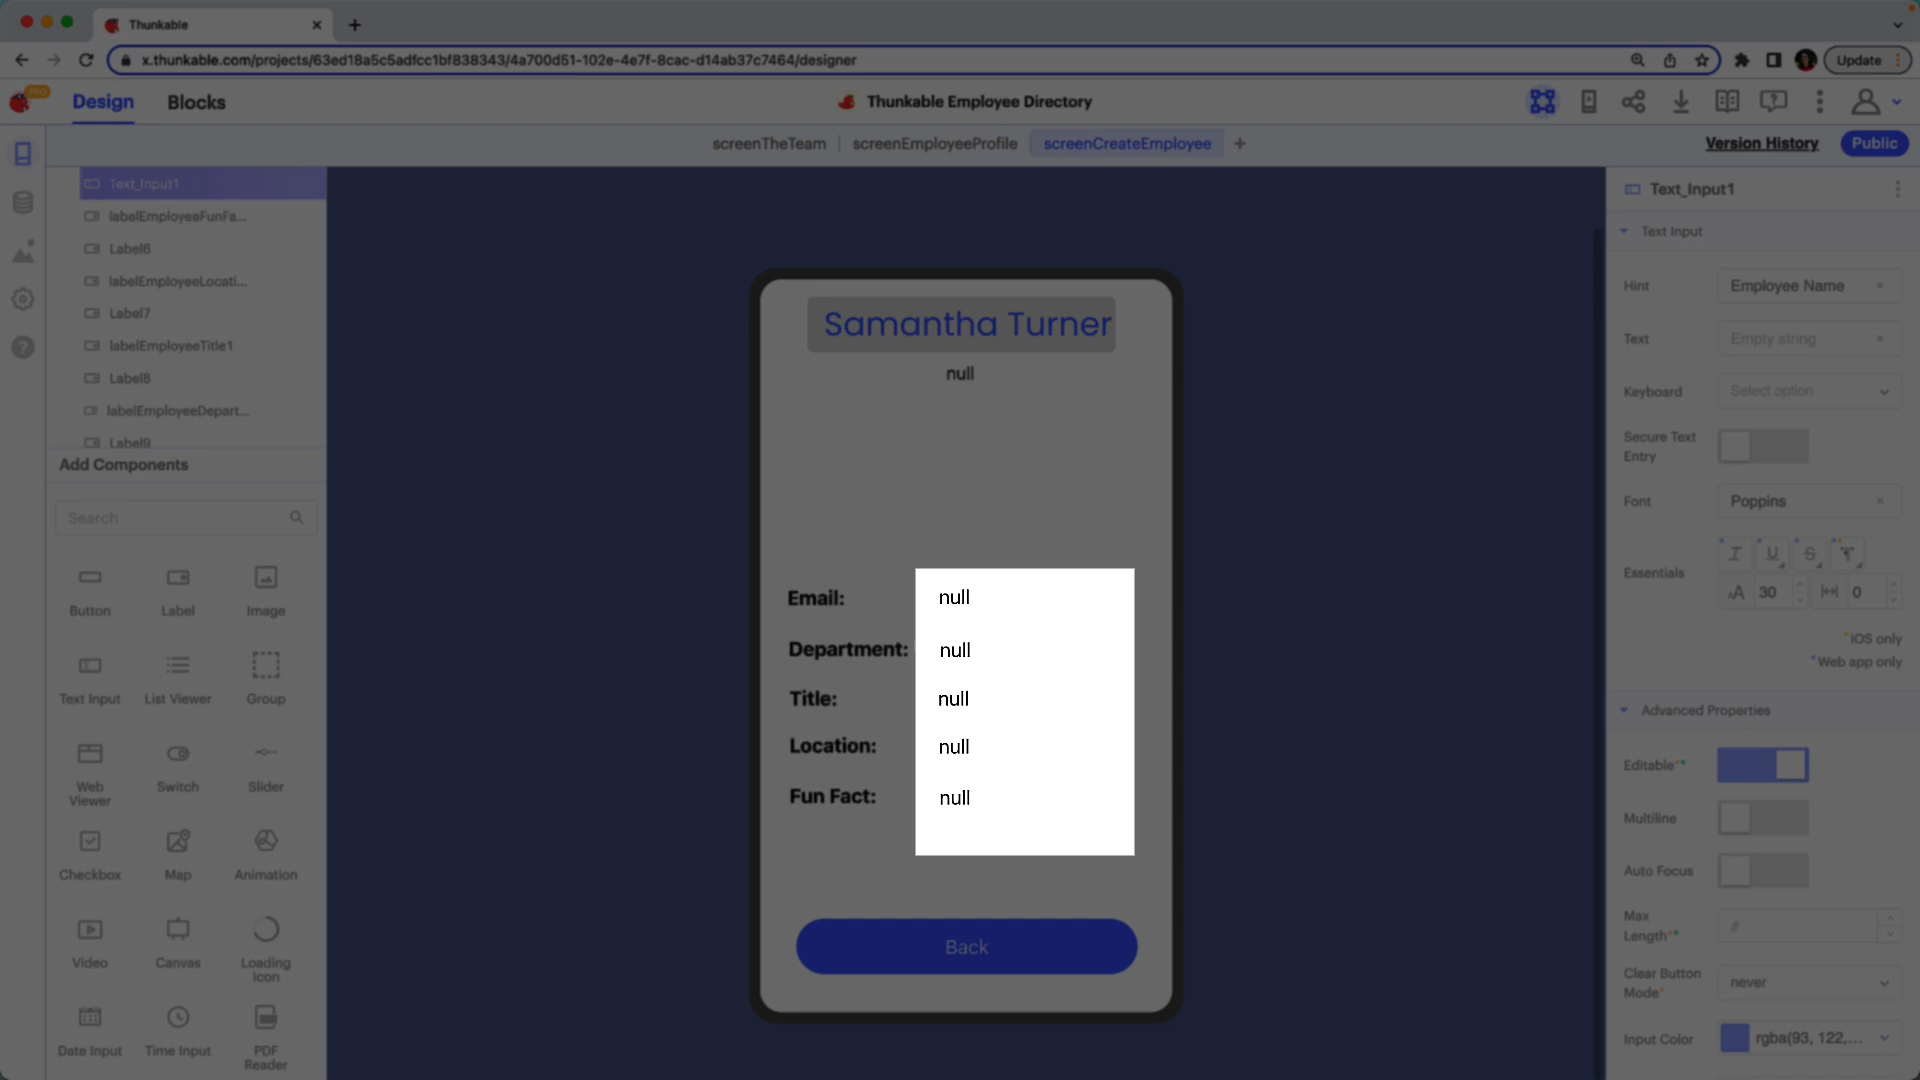 Thunkable
x.thunkable.com/projects/63ed18a5c5adfcc1bf838343/4a700d51-102e-4e7f-8cac-d14ab37c7464/designer
Update
PRO
Design
Blocks
Thunkable Employee Directory
screenTheTeam
screenEmployeeProfile
screenCreateEmployee
Version History
Public
Text_Input1
labelEmployeeFunFa...
Label6
labelEmployeeLocati...
Label7
labelEmployeeTitle1
Label8
labelEmployeeDepart...
Label9
Add Components
Search
Button
Label
Image
Text Input
List Viewer
Group
Web
Viewer
Switch
Slider
Checkbox
Map
Animation
Video
Canvas
Loading
Icon
Date Input
Time Input
PDF
Reader
Samantha Turner
null
Email: null
Department: null
Title: null
Location: null
Fun Fact: null
Back
Text_Input1
Text Input
Hint
Employee Name
Text
Empty string
Keyboard
Select option
Secure Text
Entry
Font
Poppins
Essentials
30
0
*iOS only
*Web app only
Advanced Properties
Editable**
Multiline
Auto Focus
Max
Length**
#
Clear Button
Mode*
never
Input Color
rgba(93, 122,...